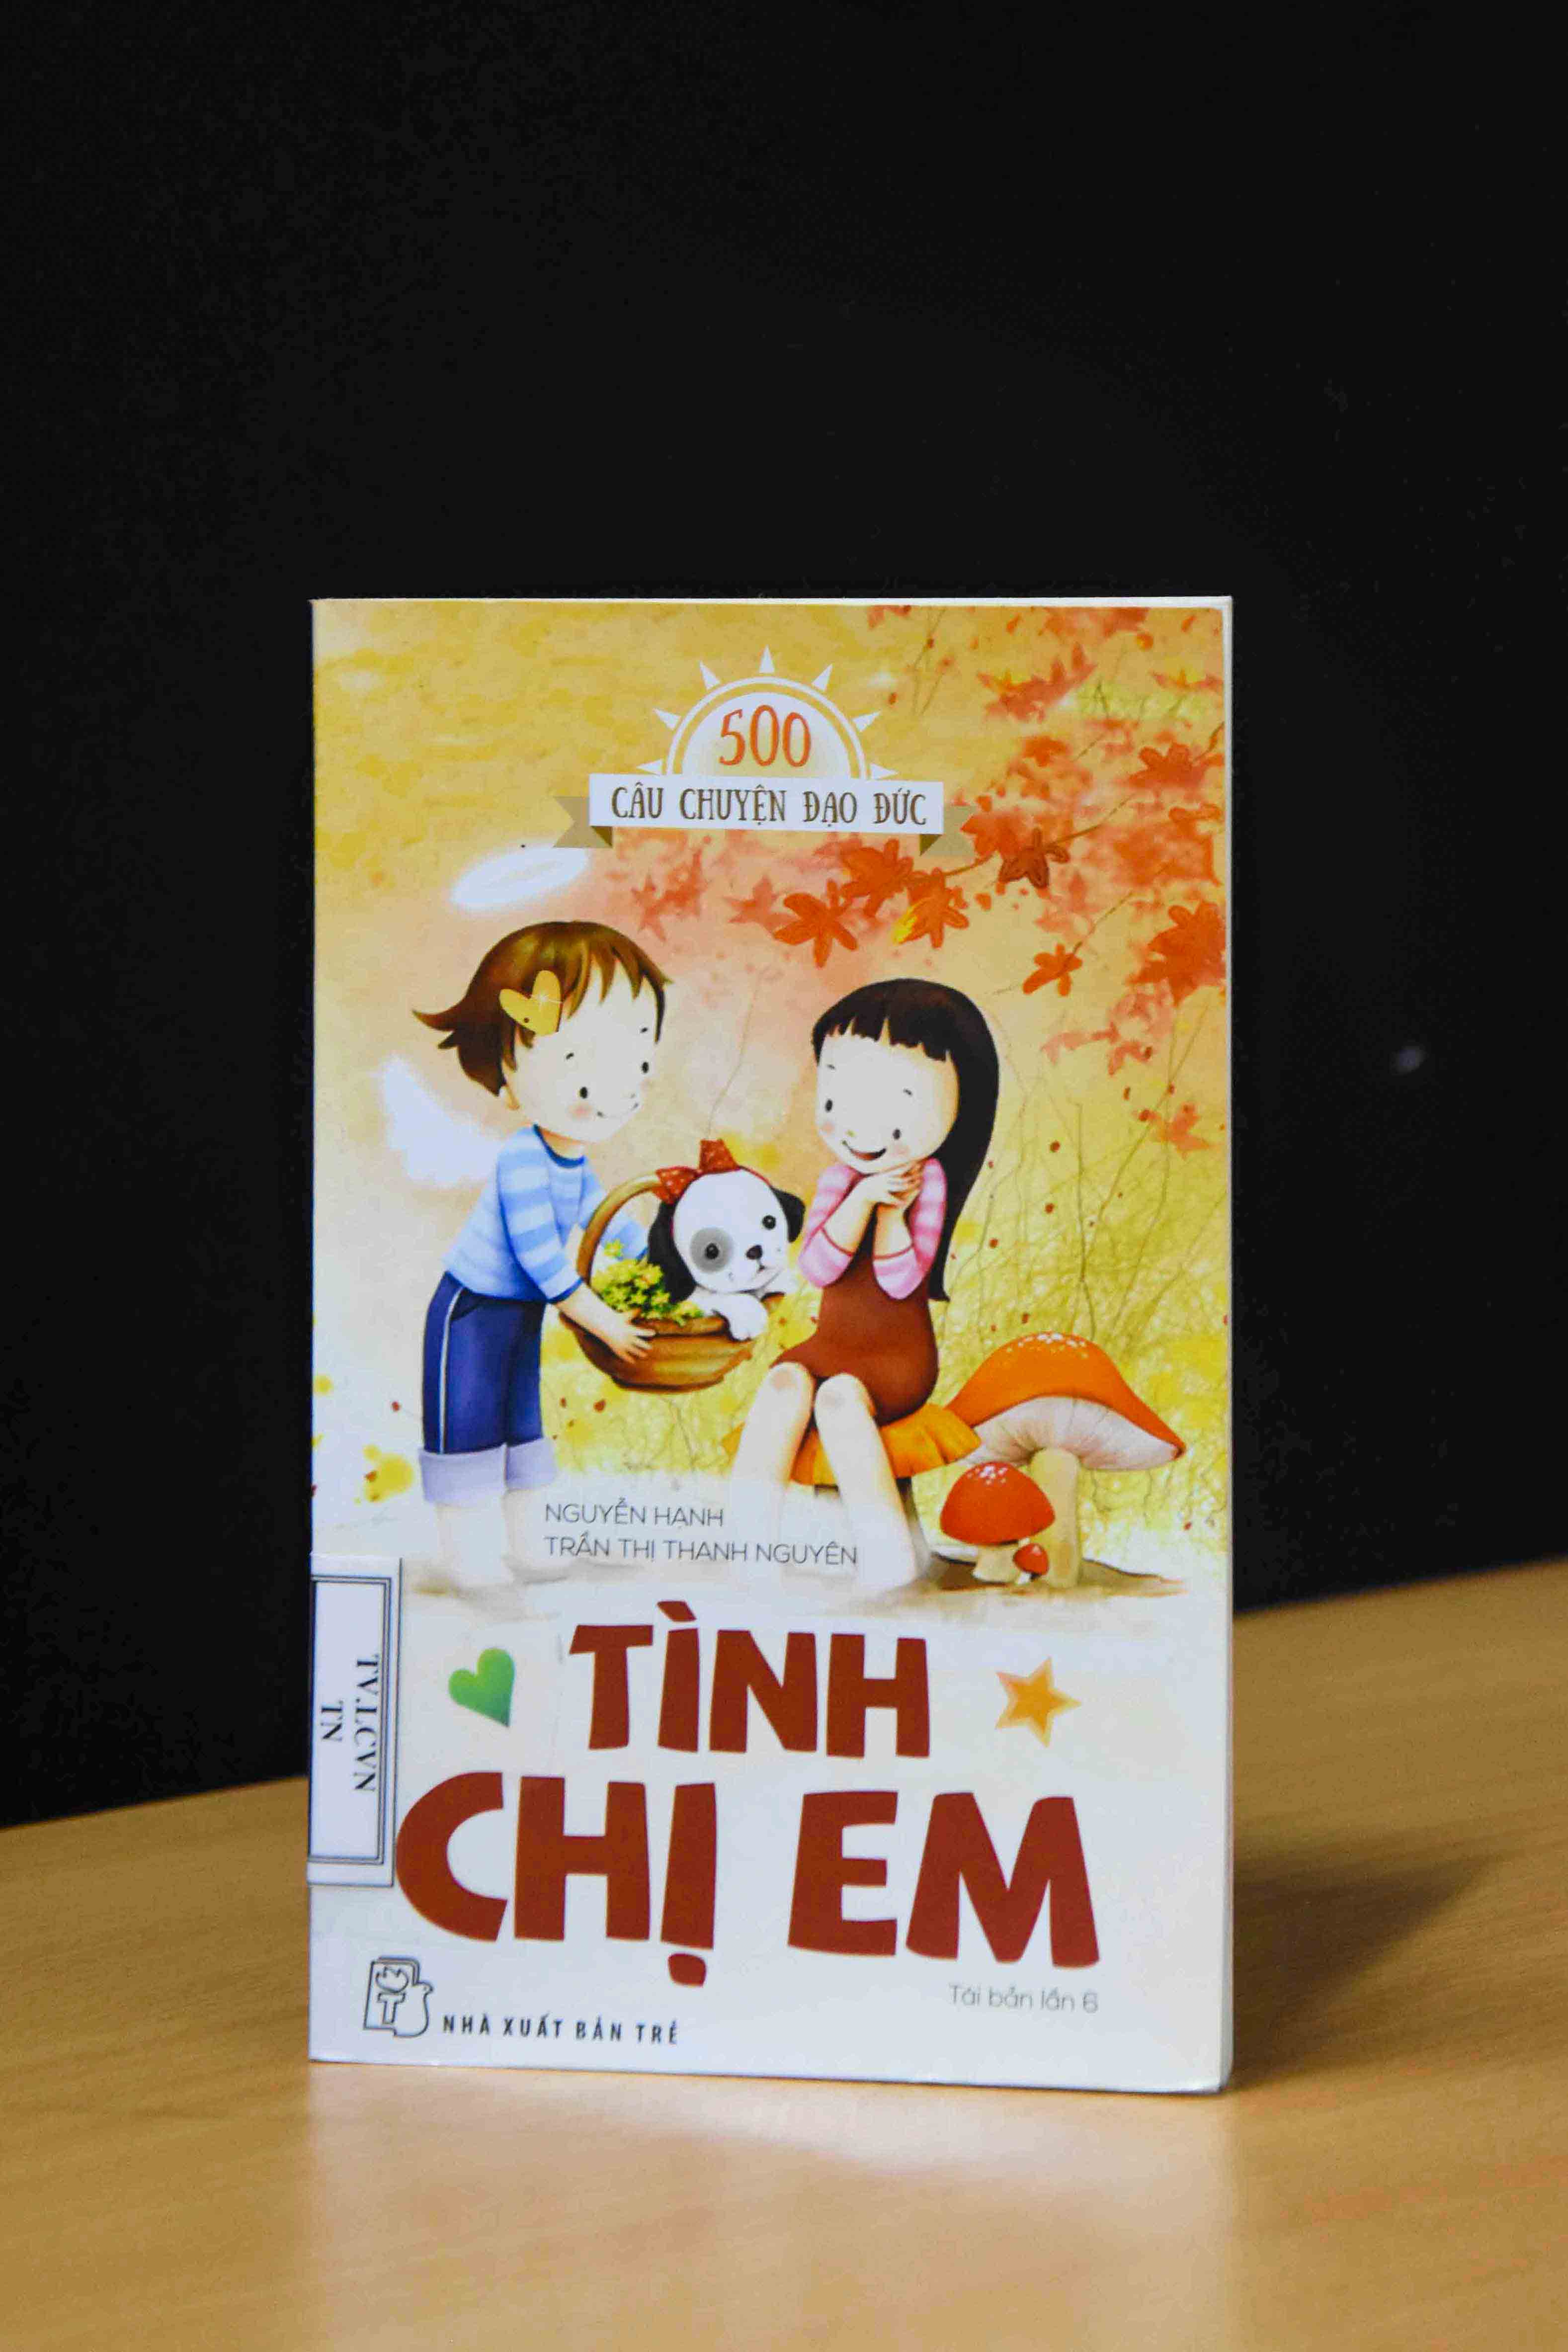 500
CÂU CHUYỆN ĐẠO ĐỨC
NGUYỄN HẠNH
TRẦN THỊ THANH NGUYÊN
TÌNH
CHỊ EM
Tái bản lần 6
TV.LCVN
TN
NHÀ XUẤT BẢN TRẺ